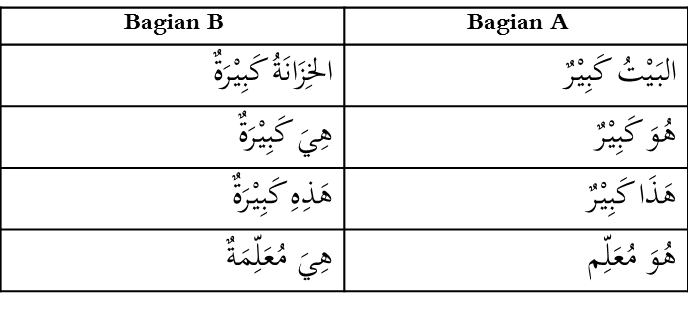 Bagian B Bagian A
الخِزَانَةُ كَبِيْرَةٌ البَيْتُ كَبِيْرٌ
هِيَ كَبِيْرَةٌ هُوَ كَبِيْرٌ
هَذِهِ كَبِيْرَةٌ هَذَا كَبِيْرٌ
هِيَ مُعَلِّمَةٌ هُوَ مُعَلِّم